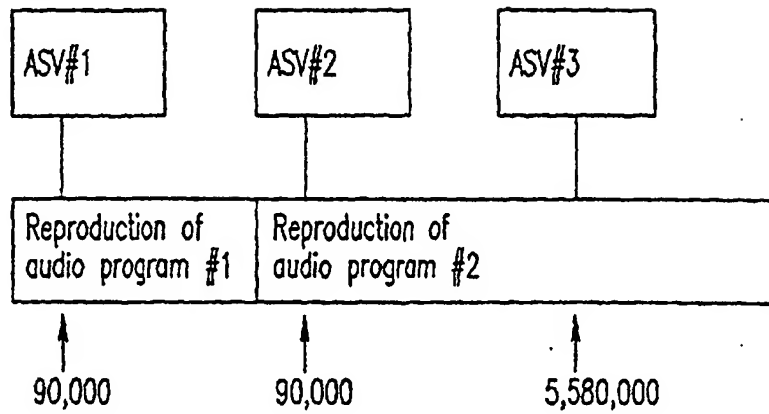 ASV#1
ASV#2
ASV#3
Reproduction of
audio program #1
Reproduction of
audio program #2
90,000
90,000
5,580,000